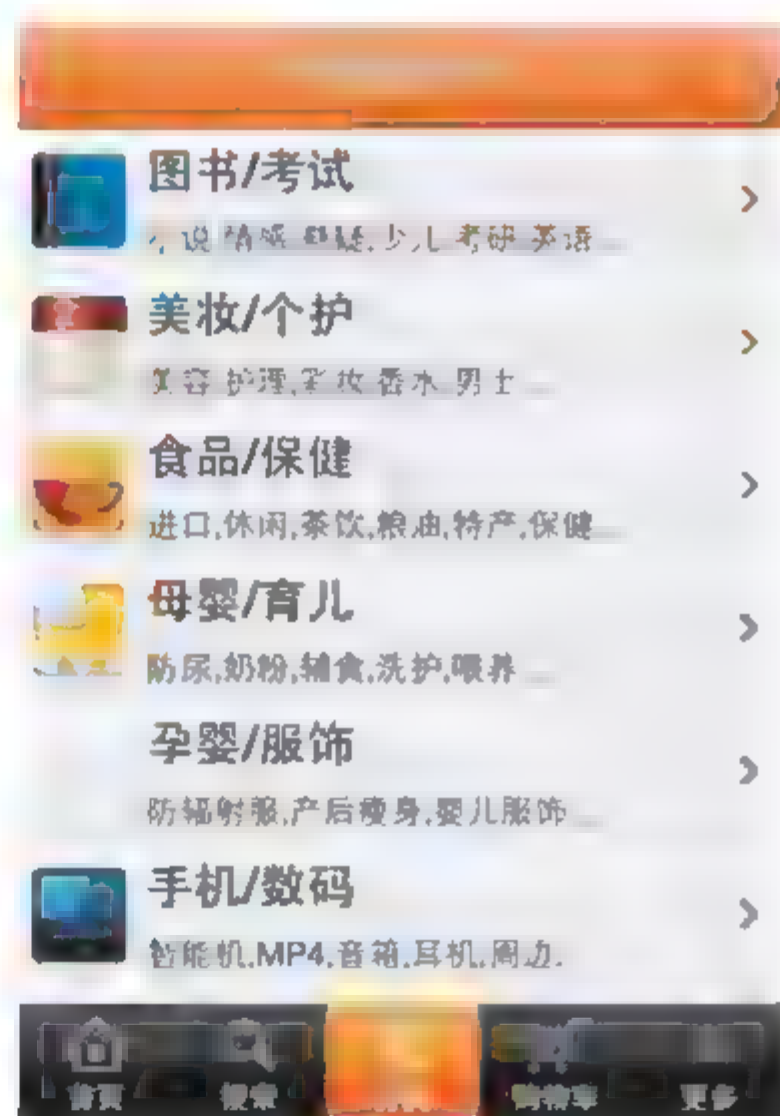 图书/考试
小说,情感,悬疑,少儿,考研,英语...
美妆/个护
美容,护理,彩妆,香水,男士...
食品/保健
进口,休闲,茶饮,粮油,特产,保健...
母婴/育儿
防尿,奶粉,辅食,洗护,喂养...
孕婴/服饰
防辐射服,产后瘦身,婴儿服饰...
手机/数码
智能机,MP4,音箱,耳机,周边.
首页 搜索 购物车 更多